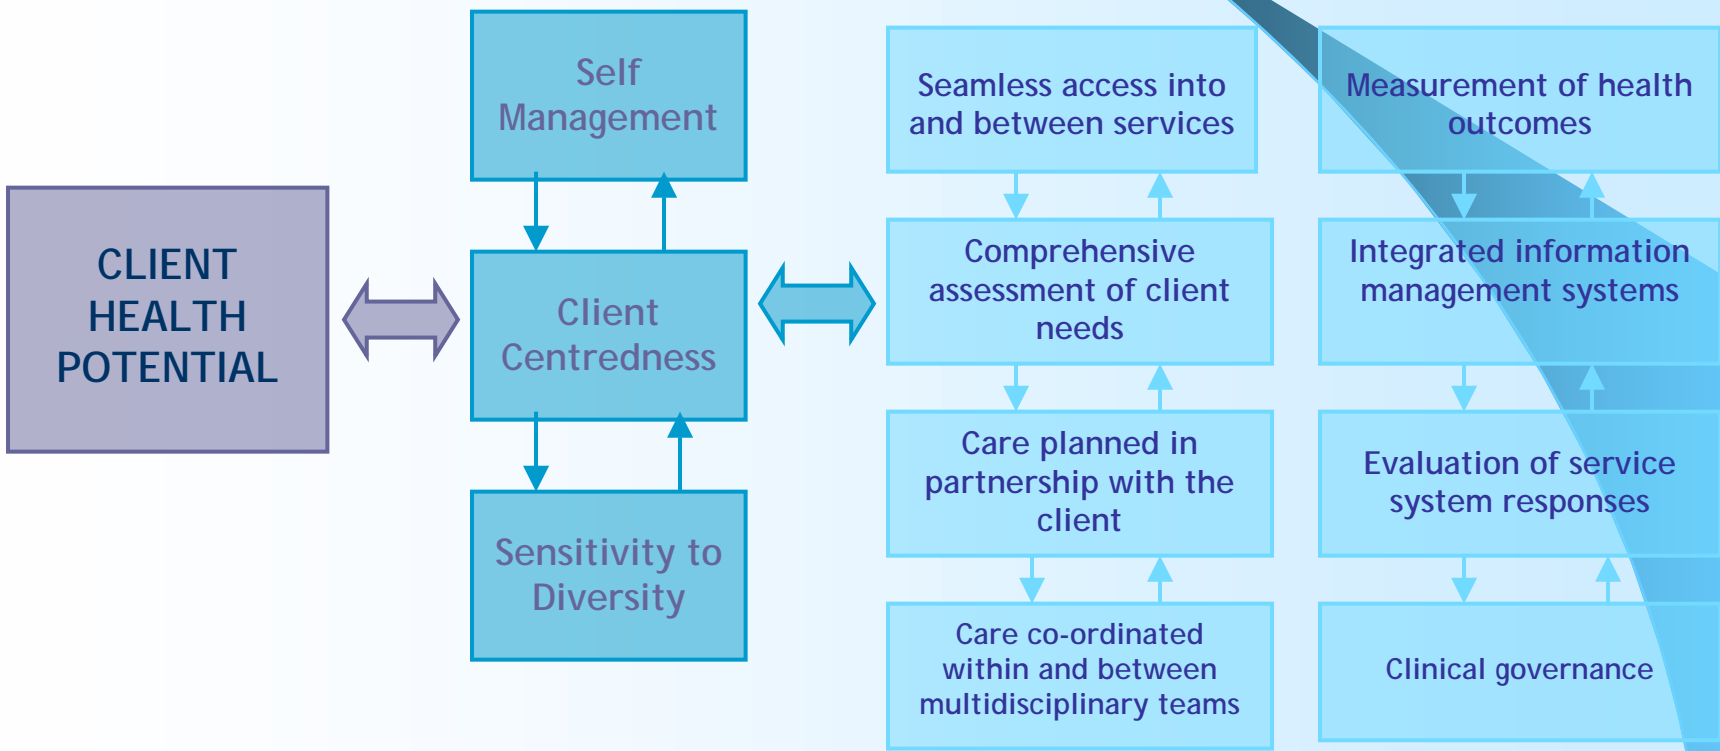 CLIENT
HEALTH
POTENTIAL
Self
Management
Client
Centredness
Sensitivity to
Diversity
Seamless access into
and between services
Comprehensive
assessment of client
needs
Care planned in
partnership with the
client
Care co-ordinated
within and between
multidisciplinary teams
Measurement of health
outcomes
Integrated information
management systems
Evaluation of service
system responses
Clinical governance